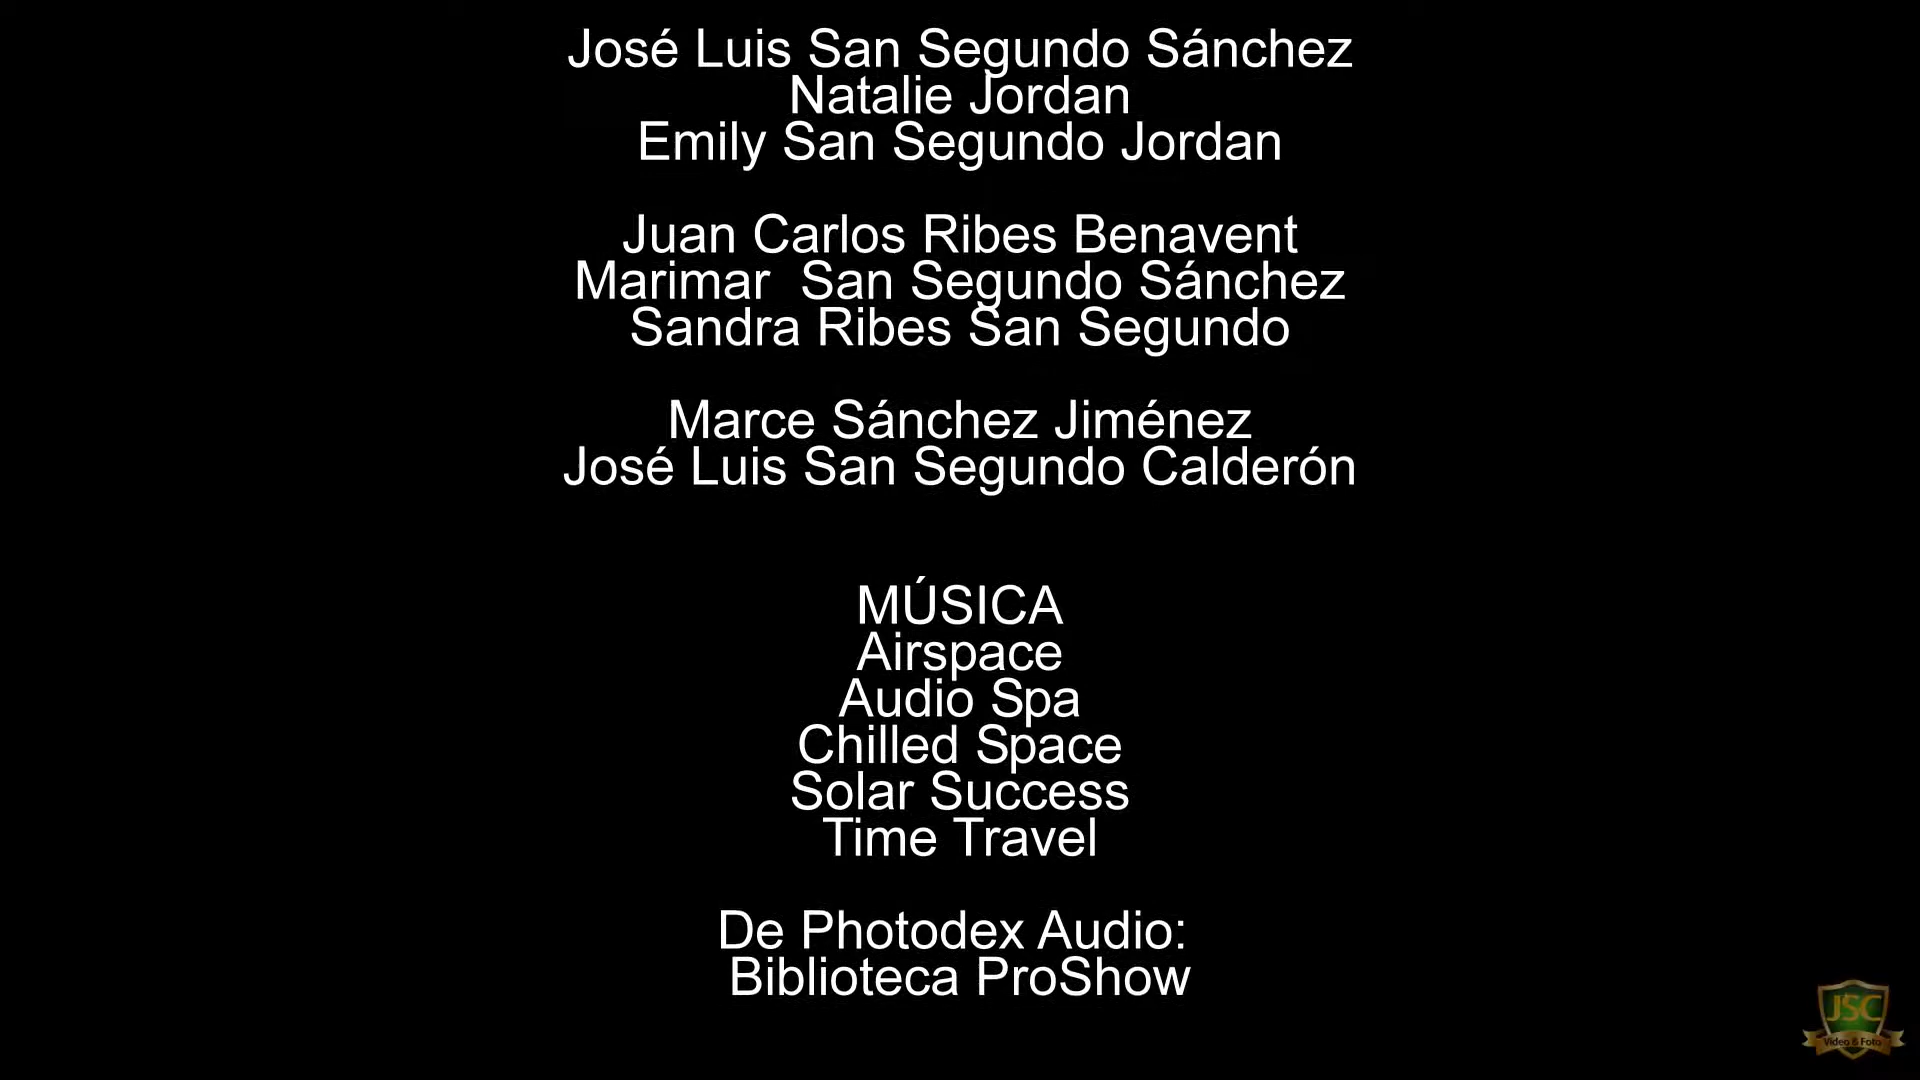 José Luis San Segundo Sánchez
Natalie Jordan
Emily San Segundo Jordan
Juan Carlos Ribes Benavent
Marimar  San Segundo Sánchez
Sandra Ribes San Segundo
Marce Sánchez Jiménez
José Luis San Segundo Calderón
MÚSICA
Airspace
Audio Spa
Chilled Space
Solar Success
Time Travel
De Photodex Audio:
Biblioteca ProShow
JSC
Video & Foto